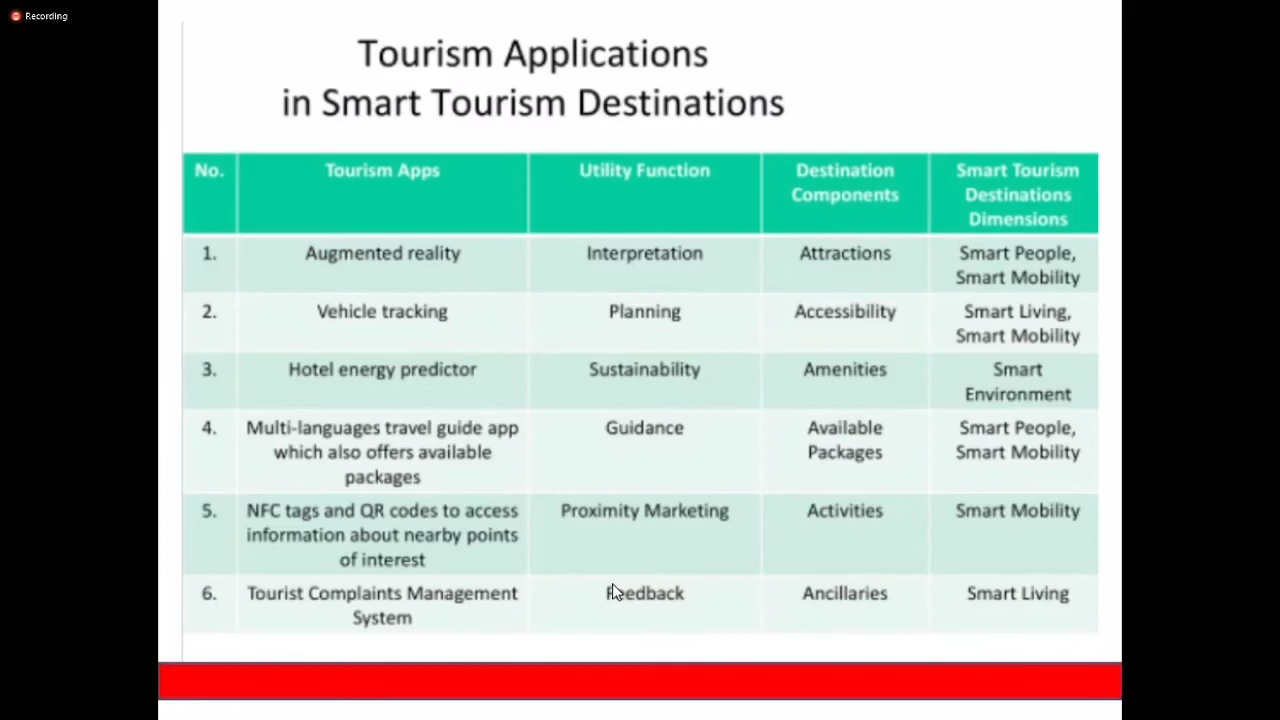 Recording
Tourism Applications
in Smart Tourism Destinations
No. Tourism Apps Utility Function Destination Components Smart Tourism Destinations Dimensions
1. Augmented reality Interpretation Attractions Smart People, Smart Mobility
2. Vehicle tracking Planning Accessibility Smart Living, Smart Mobility
3. Hotel energy predictor Sustainability Amenities Smart Environment
4. Multi-languages travel guide app which also offers available packages Guidance Available Packages Smart People, Smart Mobility
5. NFC tags and QR codes to access information about nearby points of interest Proximity Marketing Activities Smart Mobility
6. Tourist Complaints Management System Feedback Ancillaries Smart Living